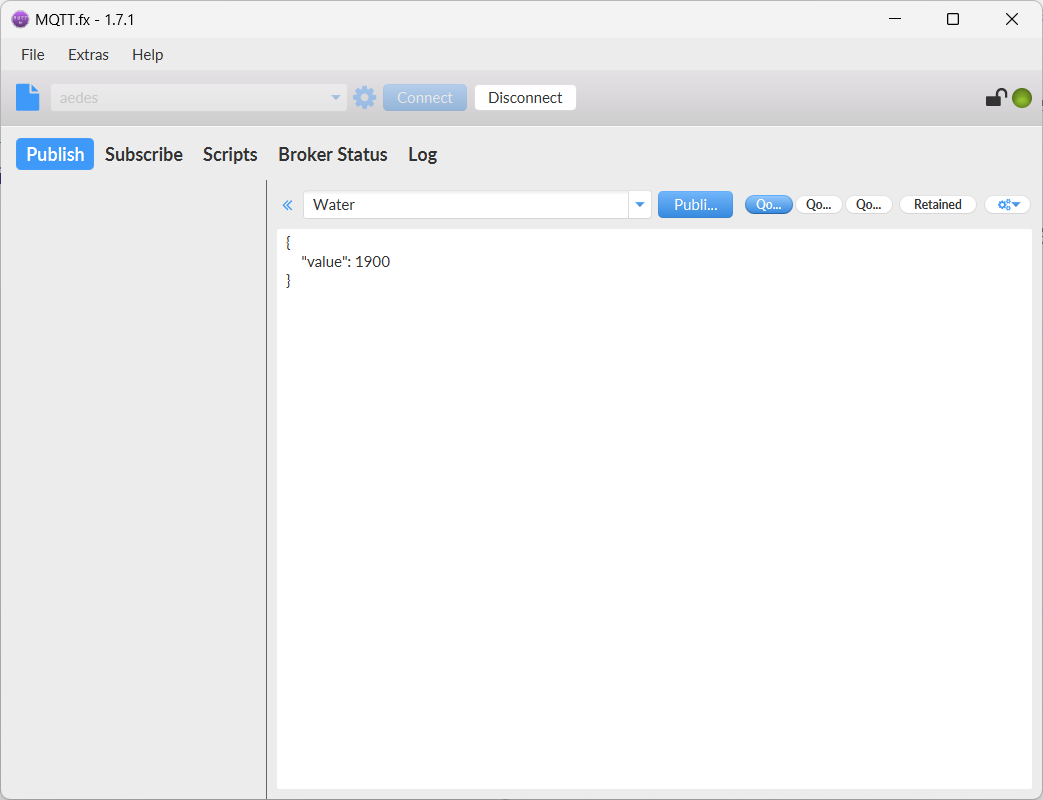 MQTT.fx - 1.7.1
File Extras Help
aedes Connect Disconnect
Publish Subscribe Scripts Broker Status Log
Water Publi... Qo... Qo... Qo... Retained
{
"value": 1900
}